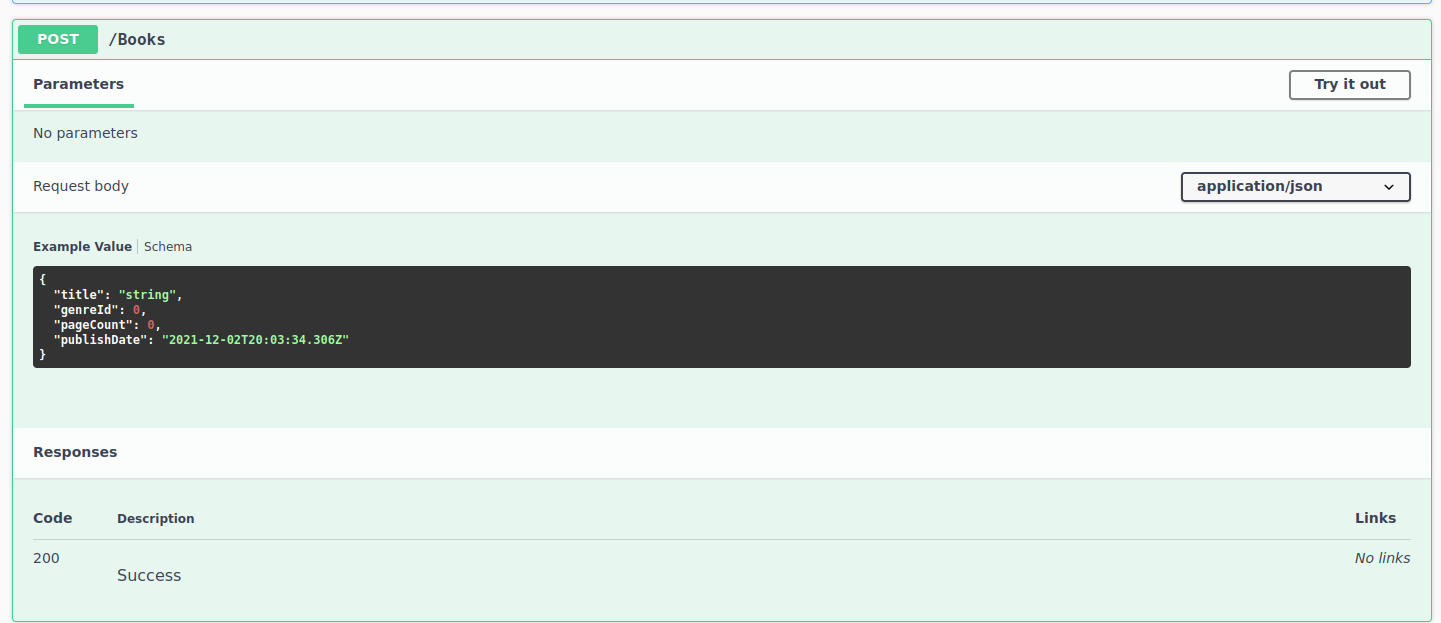 POST /Books
Parameters Try it out
No parameters
Request body application/json
Example Value Schema
{
  "title": "string",
  "genreId": 0,
  "pageCount": 0,
  "publishDate": "2021-12-02T20:03:34.306Z"
}
Responses
Code Description Links
200 No links
Success